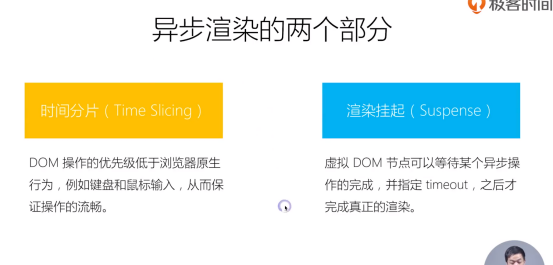 极客时间
异步渲染的两个部分
时间分片（Time Slicing）
DOM 操作的优先级低于浏览器原生
行为，例如键盘和鼠标输入，从而保
证操作的流畅。
渲染挂起（Suspense）
虚拟 DOM 节点可以等待某个异步操
作的完成，并指定 timeout，之后才
完成真正的渲染。